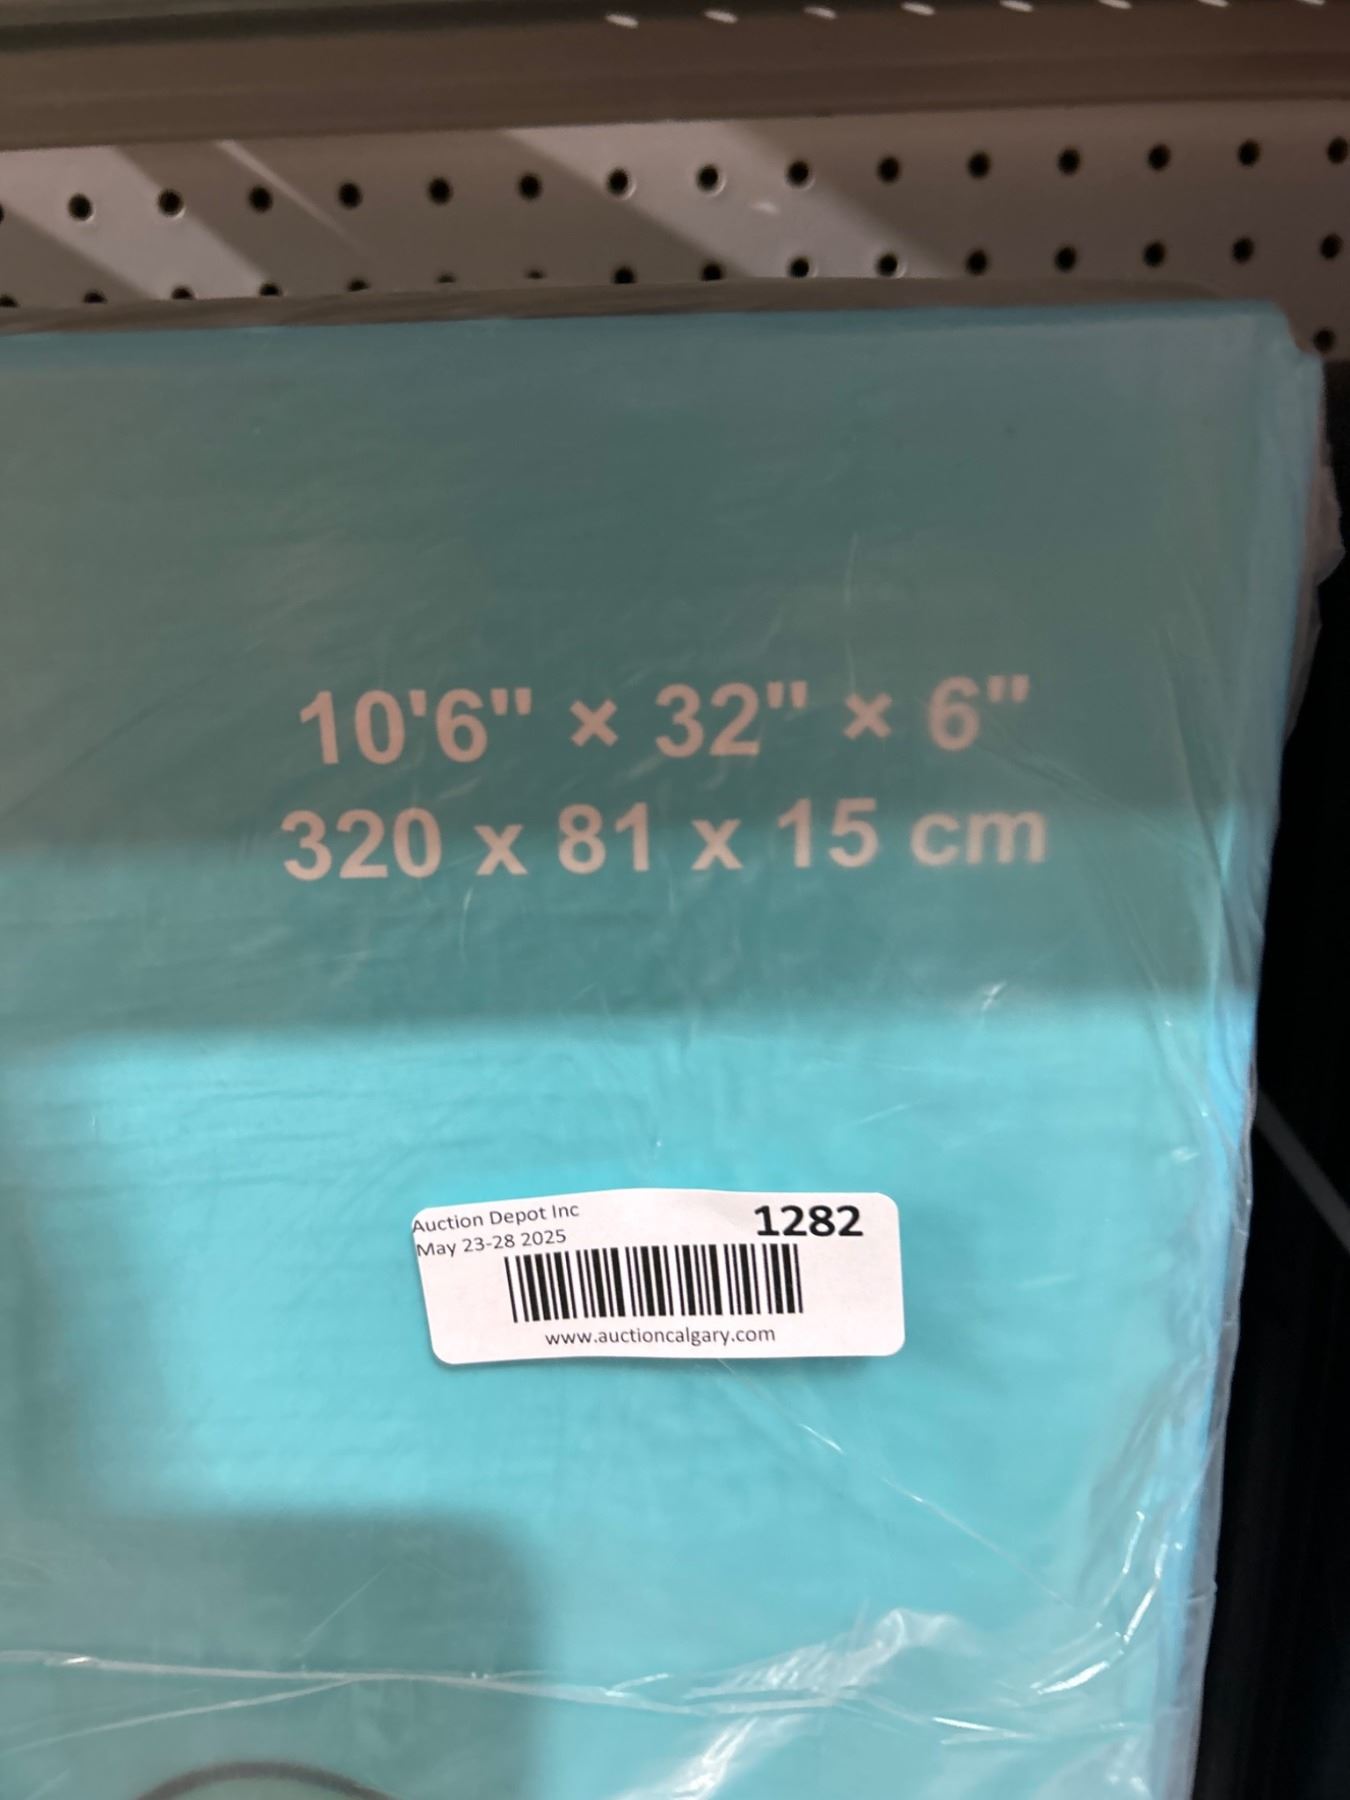 10'6" × 32" × 6"
320 x 81 x 15 cm
Auction Depot Inc
1282
May 23-28 2025
www.auctioncalgary.com